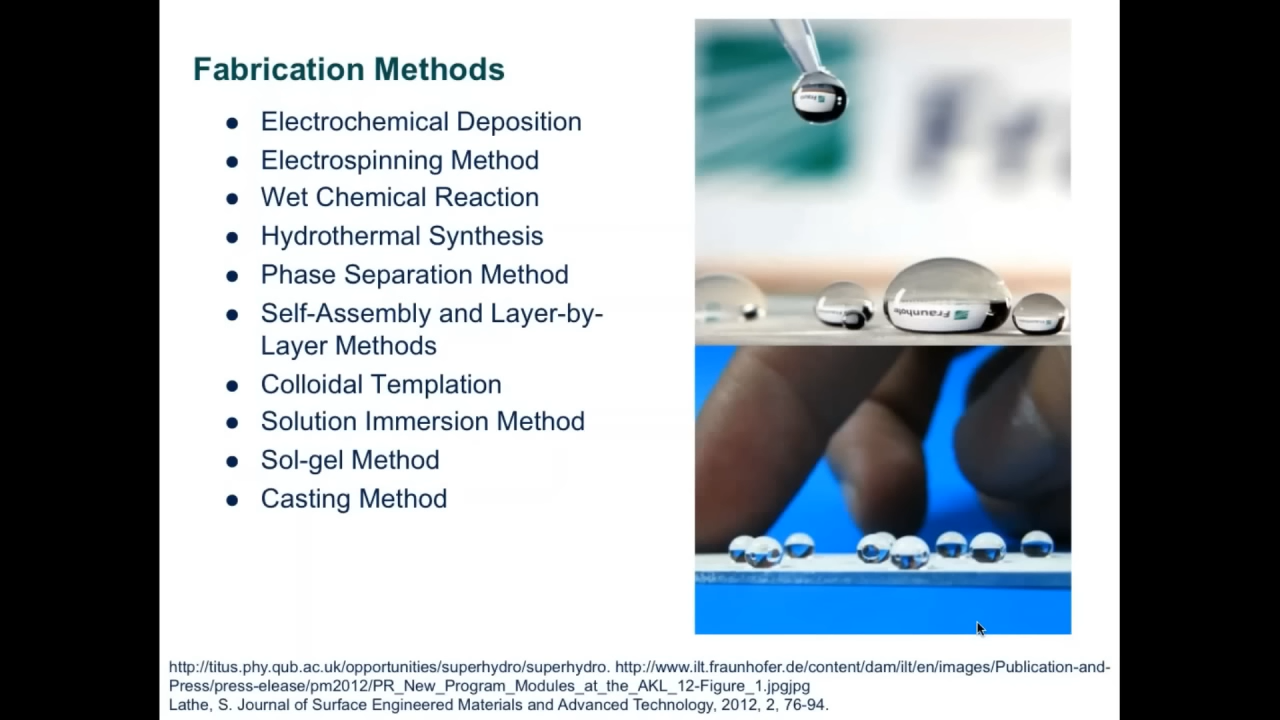 Fabrication Methods
● Electrochemical Deposition
● Electrospinning Method
● Wet Chemical Reaction
● Hydrothermal Synthesis
● Phase Separation Method
● Self-Assembly and Layer-by-
Layer Methods
● Colloidal Templation
● Solution Immersion Method
● Sol-gel Method
● Casting Method
Fr
Fraunhofer
http://titus.phy.qub.ac.uk/opportunities/superhydro/superhydro. http://www.ilt.fraunhofer.de/content/dam/ilt/en/images/Publication-and-
Press/press-elease/pm2012/PR_New_Program_Modules_at_the_AKL_12-Figure_1.jpgjpg
Lathe, S. Journal of Surface Engineered Materials and Advanced Technology, 2012, 2, 76-94.